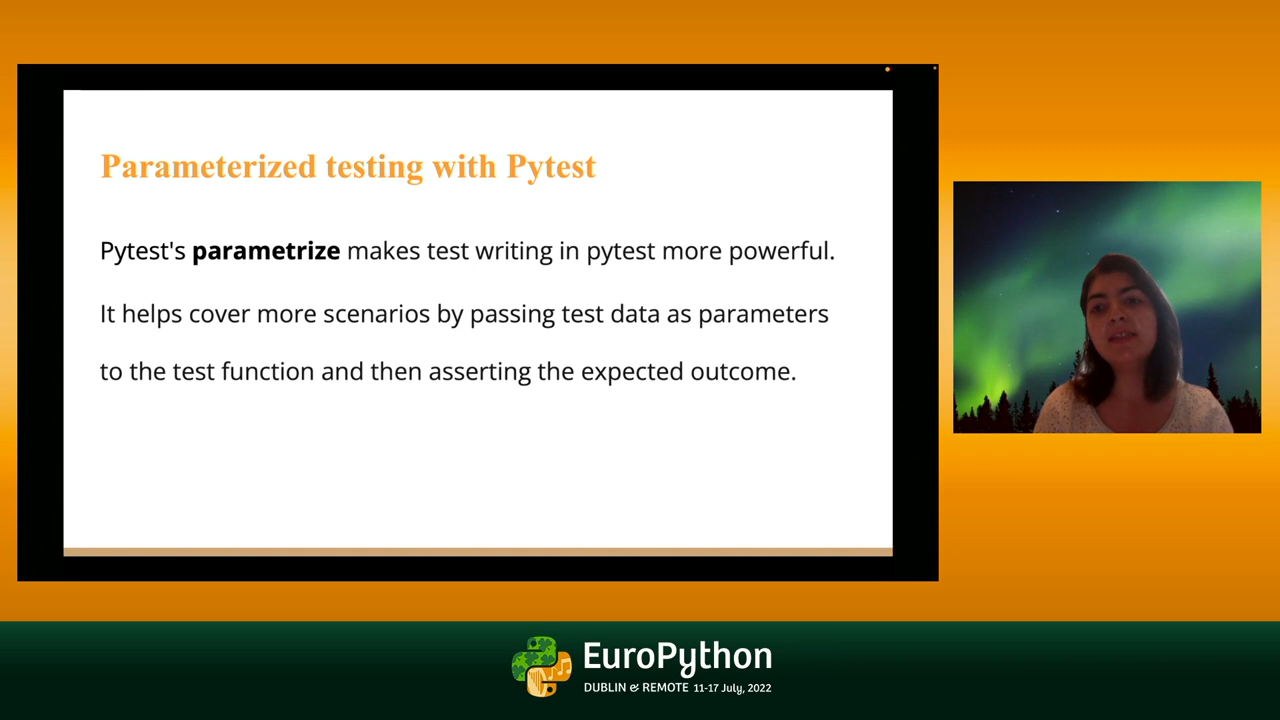 Parameterized testing with Pytest
Pytest's parametrize makes test writing in pytest more powerful.
It helps cover more scenarios by passing test data as parameters
to the test function and then asserting the expected outcome.
EuroPython
DUBLIN & REMOTE 11-17 July, 2022